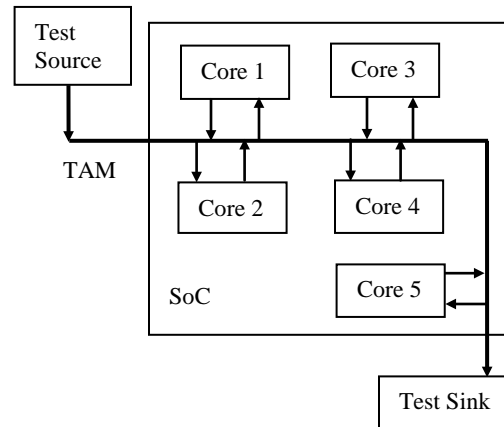 Test
Source
Core 1
Core 3
TAM
Core 2
Core 4
Core 5
SoC
Test Sink